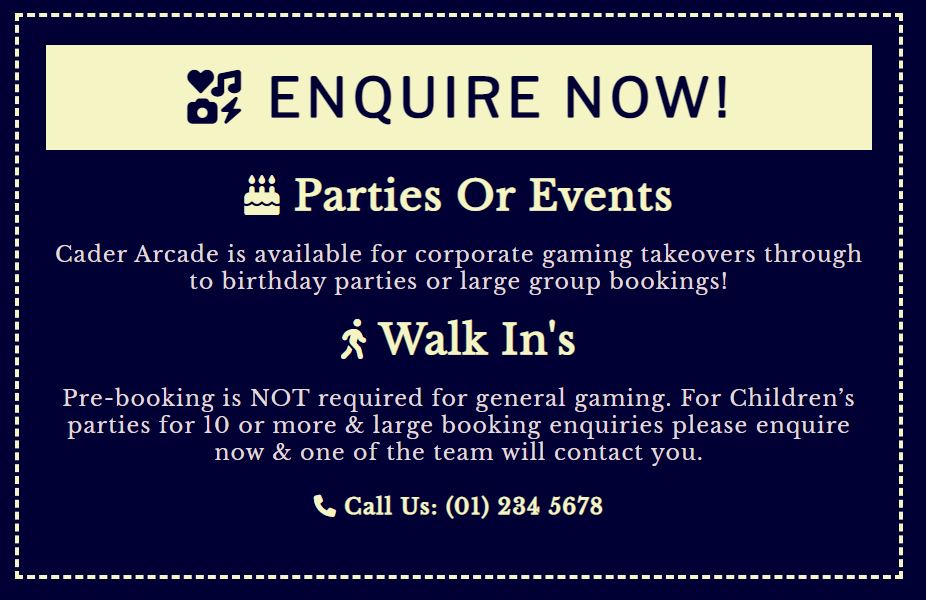 ENQUIRE NOW!
Parties Or Events
Cader Arcade is available for corporate gaming takeovers through
to birthday parties or large group bookings!
Walk In's
Pre-booking is NOT required for general gaming. For Children’s
parties for 10 or more & large booking enquiries please enquire
now & one of the team will contact you.
Call Us: (01) 234 5678